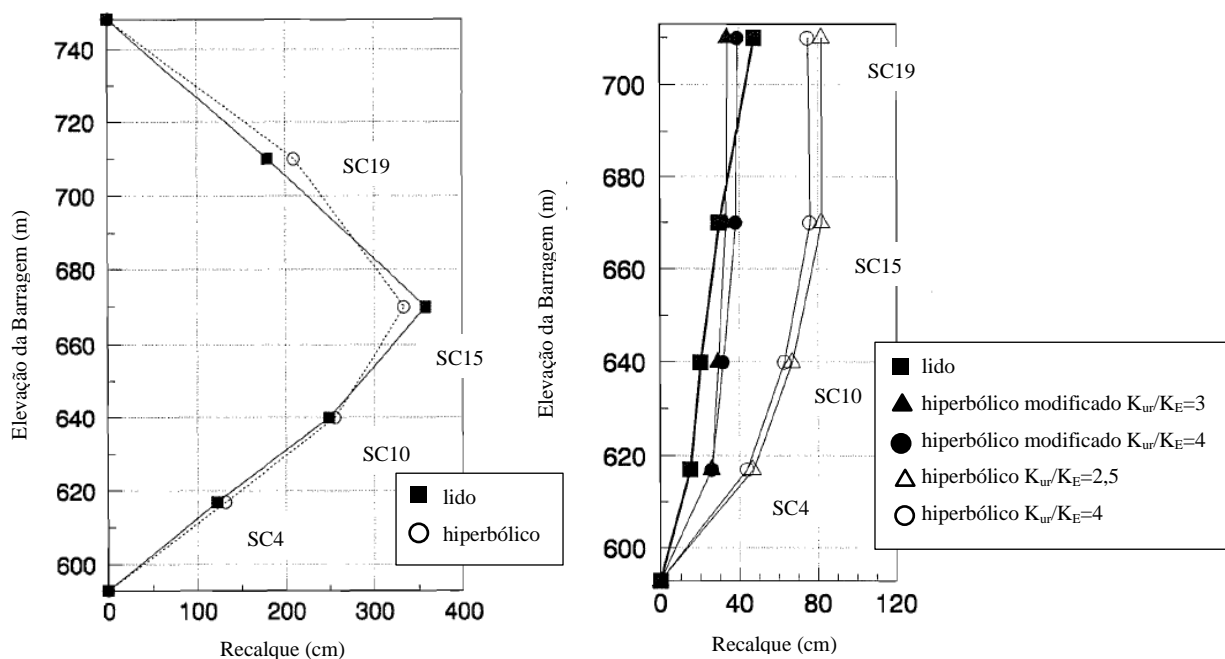 740
720
700
680
660
640
620
600
0
100
200
300
400
Elevação da Barragem (m)
Recalque (cm)
SC19
SC15
SC10
SC4
lido
hiperbólico
700
680
660
640
620
600
0
40
80
120
Elevação da Barragem (m)
Recalque (cm)
SC19
SC15
SC10
SC4
lido
hiperbólico modificado Kur/KE=3
hiperbólico modificado Kur/KE=4
hiperbólico Kur/KE=2,5
hiperbólico Kur/KE=4